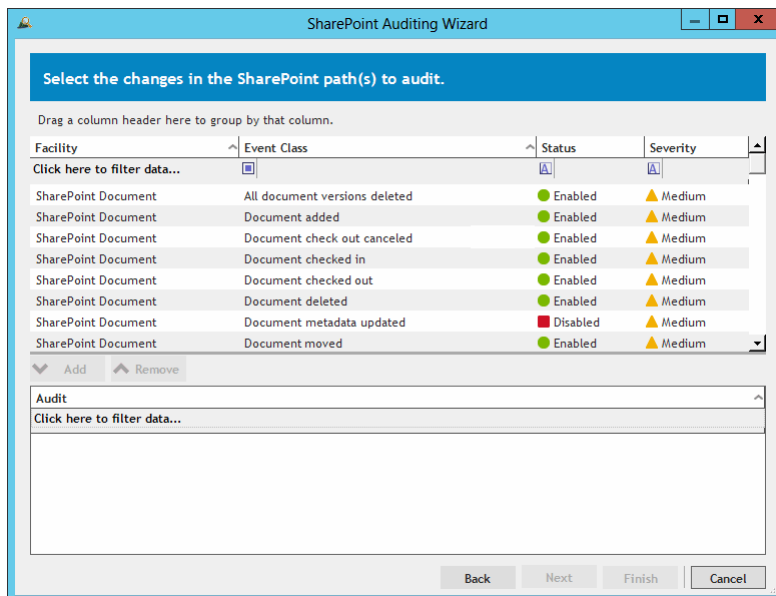 SharePoint Auditing Wizard
Select the changes in the SharePoint path(s) to audit.
Drag a column header here to group by that column.
Facility Event Class Status Severity
Click here to filter data...
SharePoint Document All document versions deleted Enabled Medium
SharePoint Document Document added Enabled Medium
SharePoint Document Document check out canceled Enabled Medium
SharePoint Document Document checked in Enabled Medium
SharePoint Document Document checked out Enabled Medium
SharePoint Document Document deleted Enabled Medium
SharePoint Document Document metadata updated Disabled Medium
SharePoint Document Document moved Enabled Medium
Add Remove
Audit
Click here to filter data...
Back Next Finish Cancel